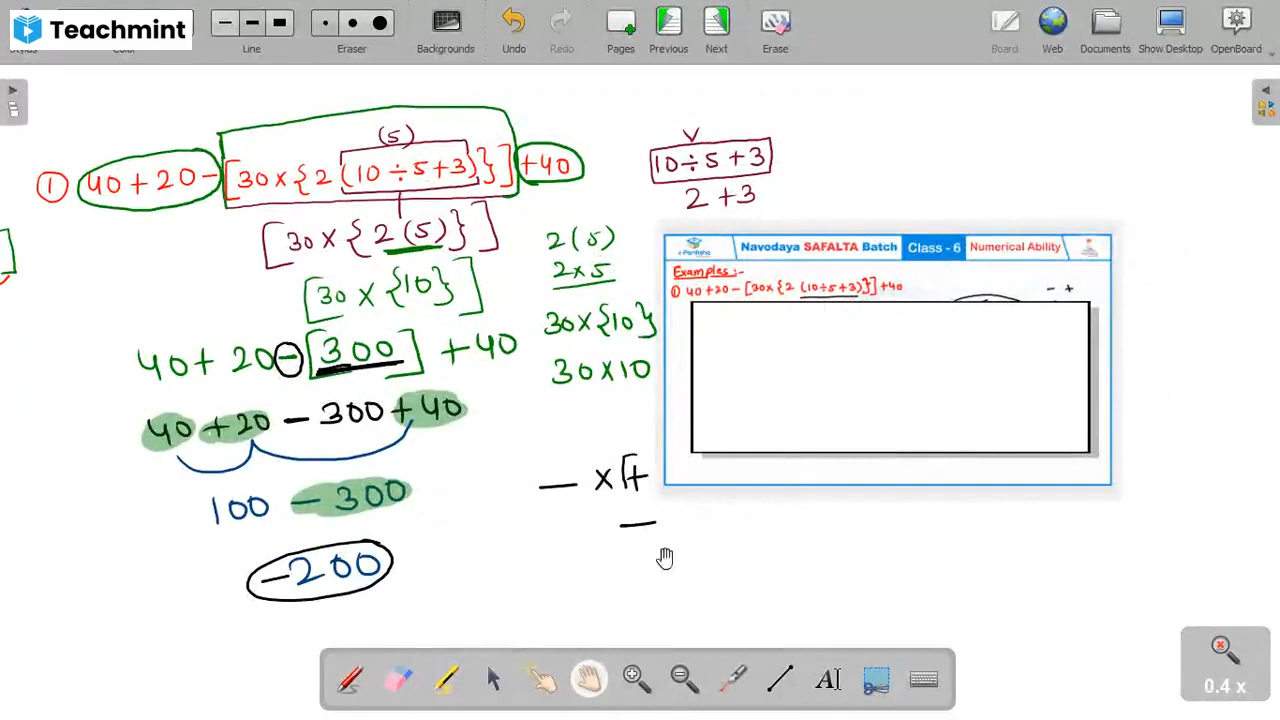 Teachmint
Line
Eraser
Backgrounds
Undo
Redo
Pages
Previous
Next
Erase
Board
Web
Documents
Show Desktop
OpenBoard
(5)
① 40+20-[30×{2(10÷5+3)}]+40
[30×{2(5)}]
[30×{10}]
40+20-[300]+40
40+20-300+40
100-300
-200
10÷5+3
2+3
2(5)
2×5
30×{10}
30×10
- × [+
-
Navodaya SAFALTA Batch
Class - 6
Numerical Ability
Examples:-
① 40+20-[30×{2(10÷5+3)}]+40
- +
0.4 x